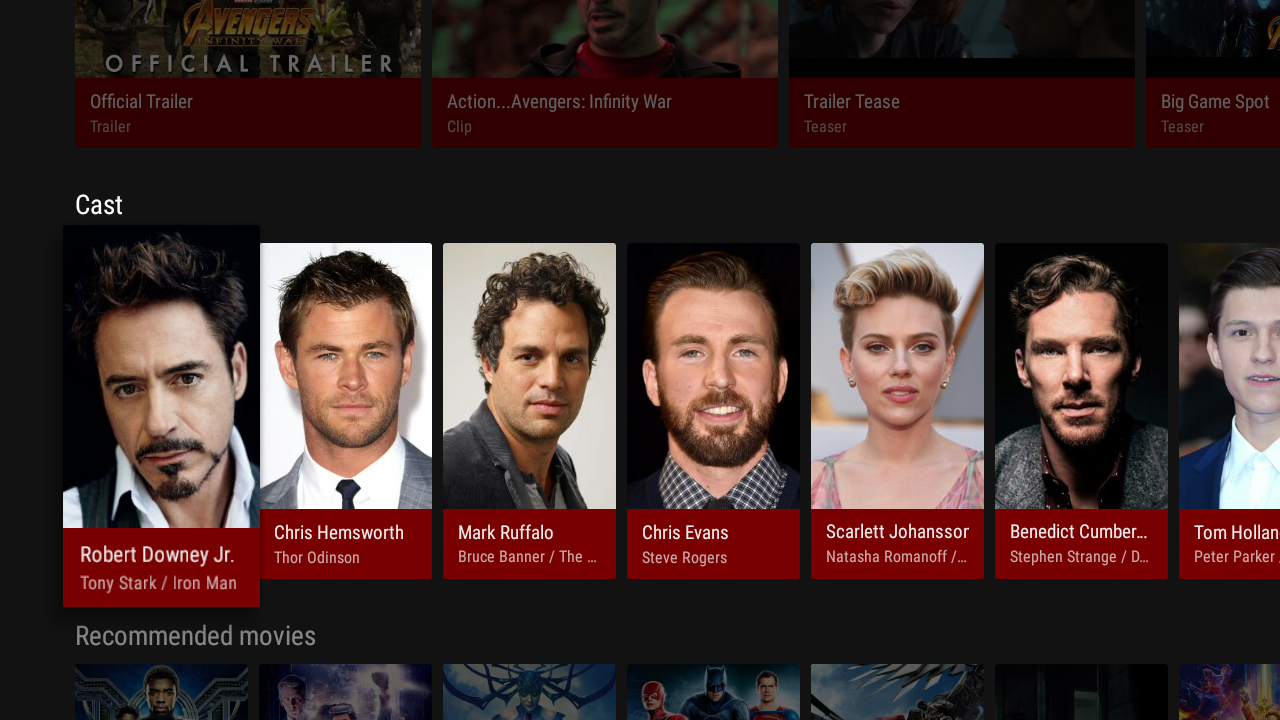 AVENGERS
INFINITY WAR
OFFICIAL TRAILER
Official Trailer
Trailer
Action...Avengers: Infinity War
Clip
Trailer Tease
Teaser
Big Game Spot
Teaser
Cast
Robert Downey Jr.
Tony Stark / Iron Man
Chris Hemsworth
Thor Odinson
Mark Ruffalo
Bruce Banner / The ...
Chris Evans
Steve Rogers
Scarlett Johansson
Natasha Romanoff /...
Benedict Cumber...
Stephen Strange / D...
Tom Hollan
Peter Parker
Recommended movies